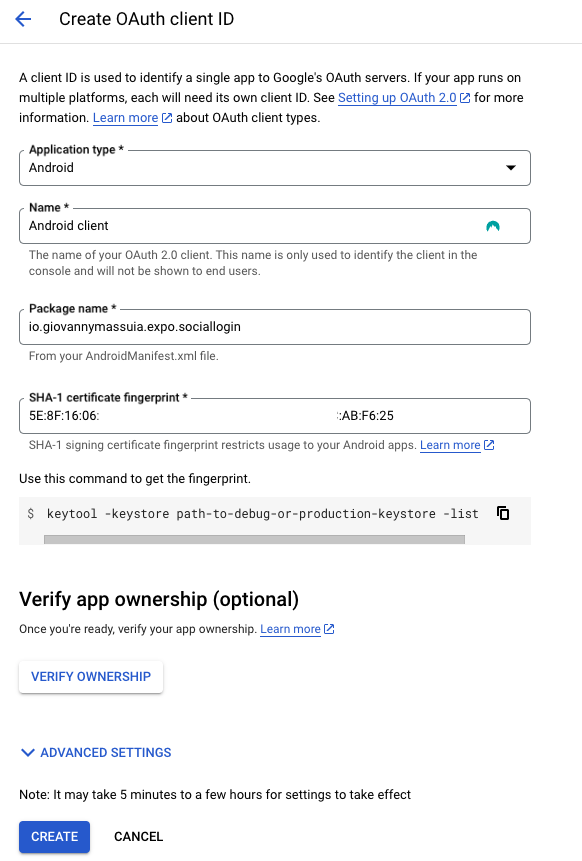 Create OAuth client ID
A client ID is used to identify a single app to Google's OAuth servers. If your app runs on
multiple platforms, each will need its own client ID. See Setting up OAuth 2.0 for more
information. Learn more about OAuth client types.
Application type *
Android
Name *
Android client
The name of your OAuth 2.0 client. This name is only used to identify the client in the
console and will not be shown to end users.
Package name *
io.giovannymassuia.expo.sociallogin
From your AndroidManifest.xml file.
SHA-1 certificate fingerprint *
5E:8F:16:06: :AB:F6:25
SHA-1 signing certificate fingerprint restricts usage to your Android apps. Learn more
Use this command to get the fingerprint.
$ keytool -keystore path-to-debug-or-production-keystore -list
Verify app ownership (optional)
Once you're ready, verify your app ownership. Learn more
VERIFY OWNERSHIP
ADVANCED SETTINGS
Note: It may take 5 minutes to a few hours for settings to take effect
CREATE CANCEL